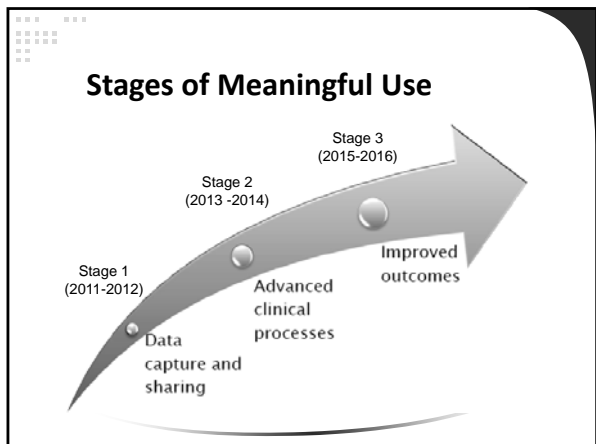 Stages of Meaningful Use
Stage 1
(2011-2012)
Data
capture and
sharing
Stage 2
(2013 -2014)
Advanced
clinical
processes
Stage 3
(2015-2016)
Improved
outcomes